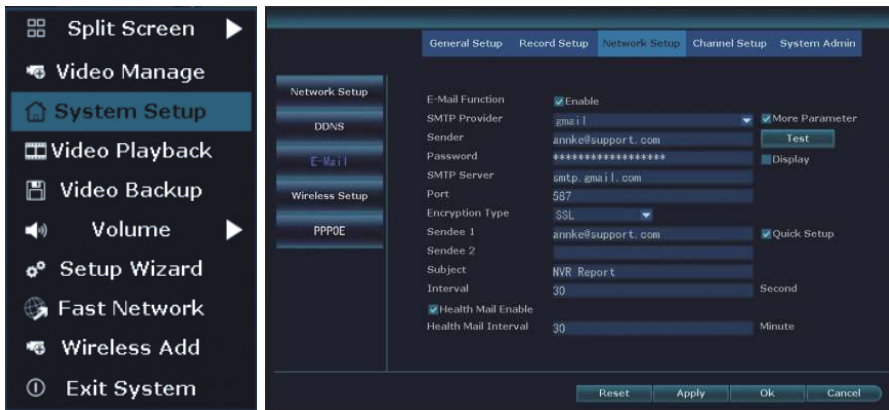 Split Screen
Video Manage
System Setup
Video Playback
Video Backup
Volume
Setup Wizard
Fast Network
Wireless Add
Exit System
General Setup Record Setup Network Setup Channel Setup System Admin
Network Setup
DDNS
E-Mail
Wireless Setup
PPPOE
E-Mail Function Enable
SMTP Provider gmail More Parameter
Sender annke@support.com Test
Password ****************** Display
SMTP Server smtp.gmail.com
Port 587
Encryption Type SSL
Sendee 1 annke@support.com Quick Setup
Sendee 2
Subject NVR Report
Interval 30 Second
Health Mail Enable
Health Mail Interval 30 Minute
Reset Apply Ok Cancel